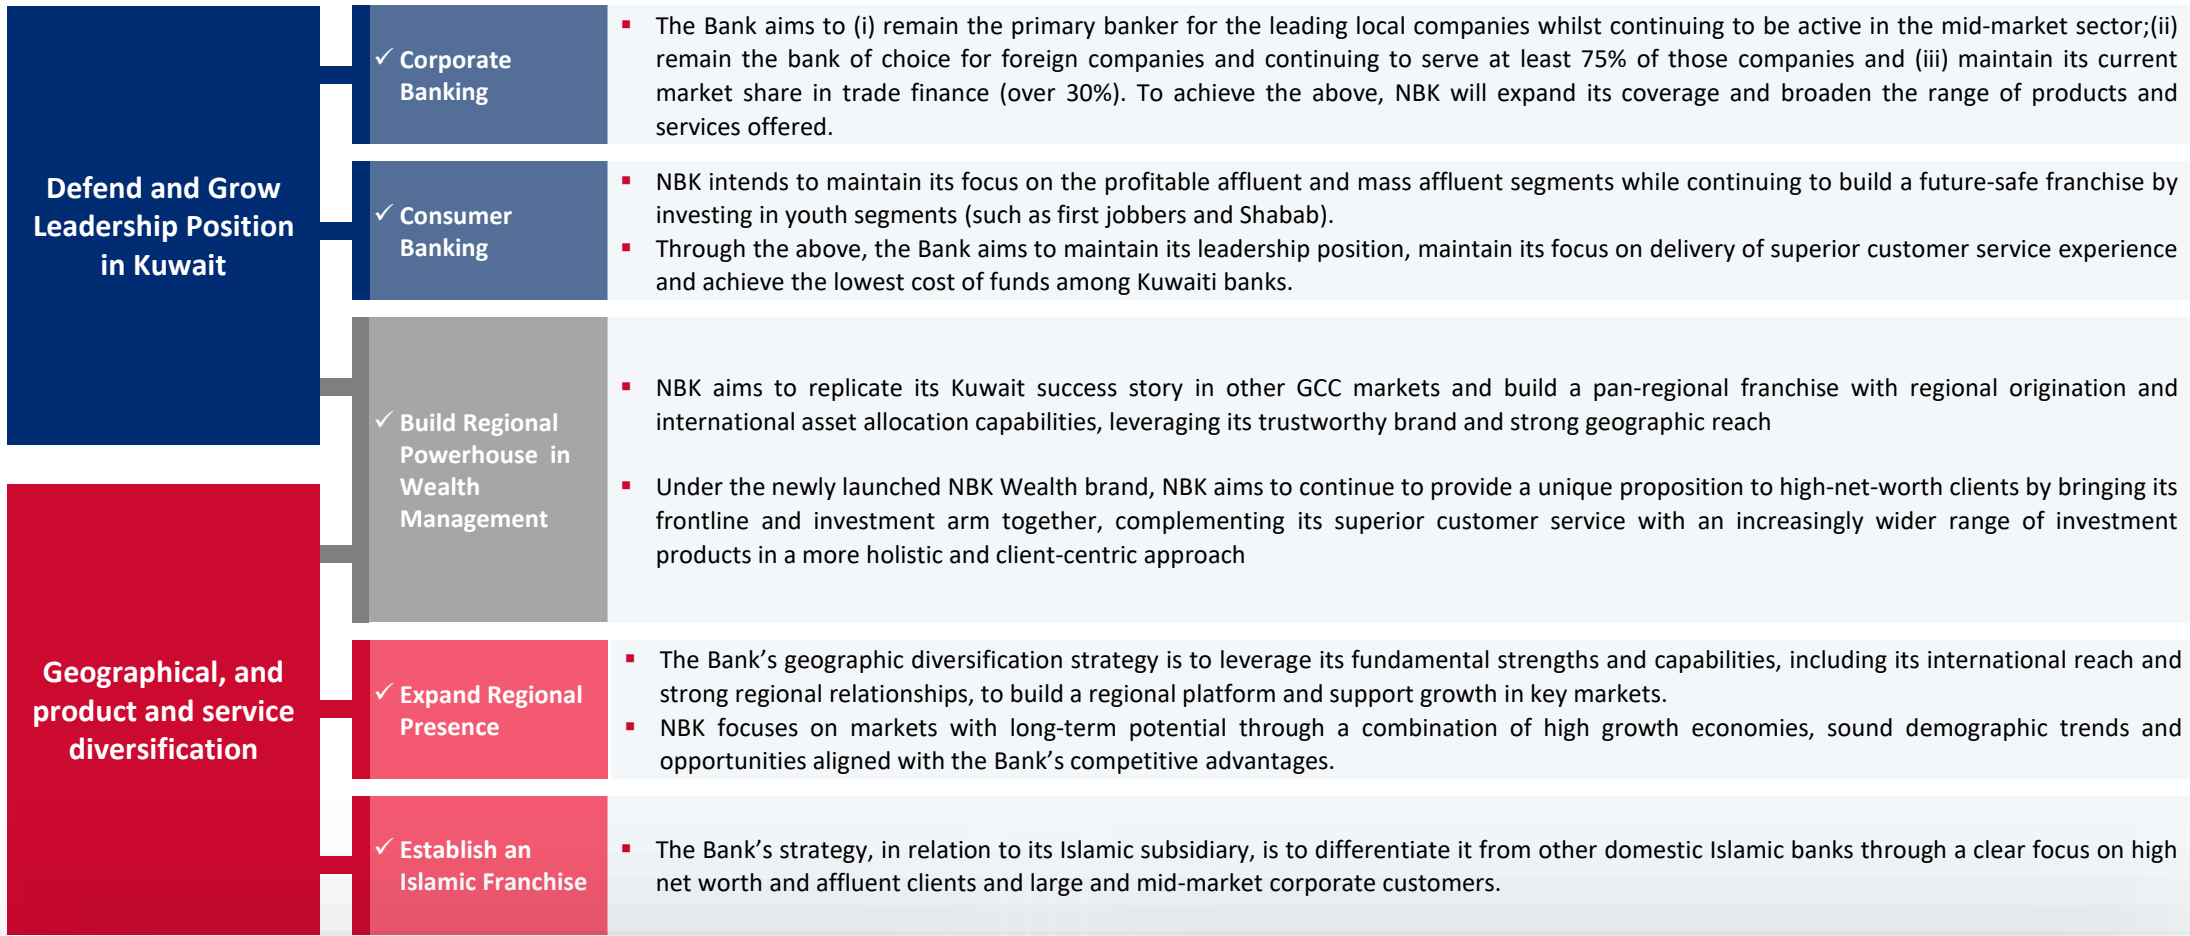 Defend and Grow
Leadership Position
in Kuwait
✓ Corporate
Banking
▪ The Bank aims to (i) remain the primary banker for the leading local companies whilst continuing to be active in the mid-market sector;(ii)
remain the bank of choice for foreign companies and continuing to serve at least 75% of those companies and (iii) maintain its current
market share in trade finance (over 30%). To achieve the above, NBK will expand its coverage and broaden the range of products and
services offered.
✓ Consumer
Banking
▪ NBK intends to maintain its focus on the profitable affluent and mass affluent segments while continuing to build a future-safe franchise by
investing in youth segments (such as first jobbers and Shabab).
▪ Through the above, the Bank aims to maintain its leadership position, maintain its focus on delivery of superior customer service experience
and achieve the lowest cost of funds among Kuwaiti banks.
✓ Build Regional
Powerhouse in
Wealth
Management
▪ NBK aims to replicate its Kuwait success story in other GCC markets and build a pan-regional franchise with regional origination and
international asset allocation capabilities, leveraging its trustworthy brand and strong geographic reach
▪ Under the newly launched NBK Wealth brand, NBK aims to continue to provide a unique proposition to high-net-worth clients by bringing its
frontline and investment arm together, complementing its superior customer service with an increasingly wider range of investment
products in a more holistic and client-centric approach
Geographical, and
product and service
diversification
✓ Expand Regional
Presence
▪ The Bank’s geographic diversification strategy is to leverage its fundamental strengths and capabilities, including its international reach and
strong regional relationships, to build a regional platform and support growth in key markets.
▪ NBK focuses on markets with long-term potential through a combination of high growth economies, sound demographic trends and
opportunities aligned with the Bank’s competitive advantages.
✓ Establish an
Islamic Franchise
▪ The Bank’s strategy, in relation to its Islamic subsidiary, is to differentiate it from other domestic Islamic banks through a clear focus on high
net worth and affluent clients and large and mid-market corporate customers.